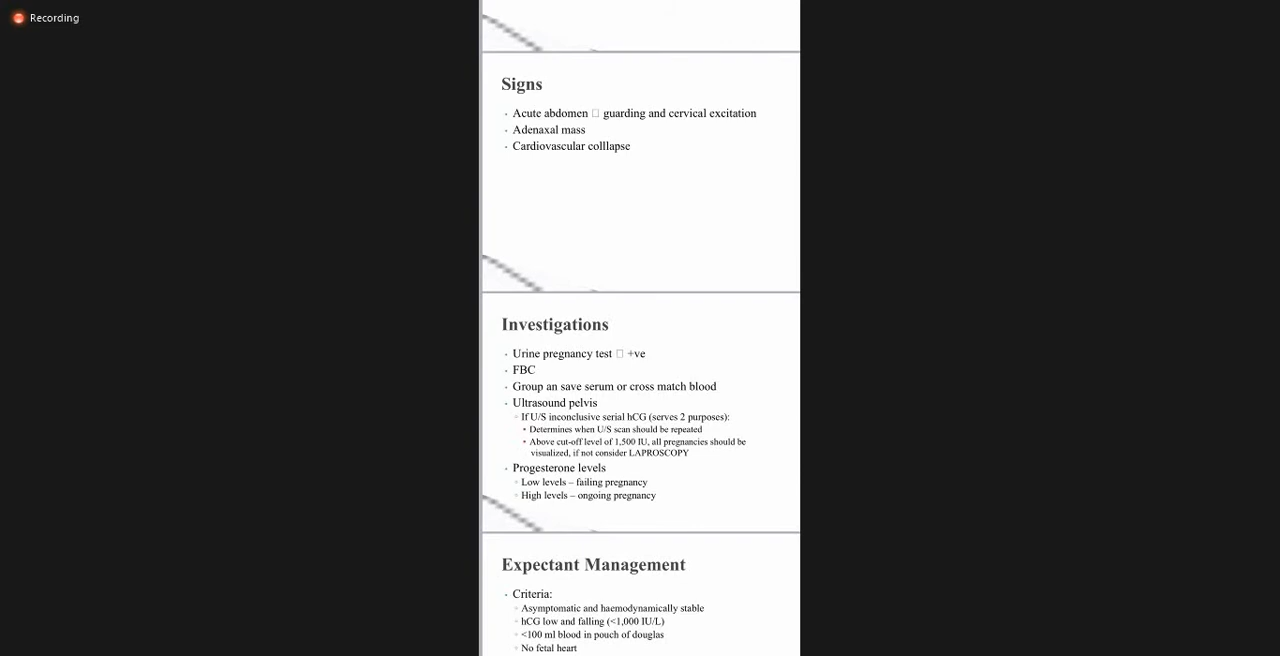 Recording
Signs
• Acute abdomen □ guarding and cervical excitation
• Adenaxal mass
• Cardiovascular colllapse
Investigations
• Urine pregnancy test □ +ve
• FBC
• Group an save serum or cross match blood
• Ultrasound pelvis
▫ If U/S inconclusive serial hCG (serves 2 purposes):
• Determines when U/S scan should be repeated
• Above cut-off level of 1,500 IU, all pregnancies should be
visualized, if not consider LAPROSCOPY
• Progesterone levels
▫ Low levels – failing pregnancy
▫ High levels – ongoing pregnancy
Expectant Management
• Criteria:
▫ Asymptomatic and haemodynamically stable
▫ hCG low and falling (<1,000 IU/L)
▫ <100 ml blood in pouch of douglas
▫ No fetal heart